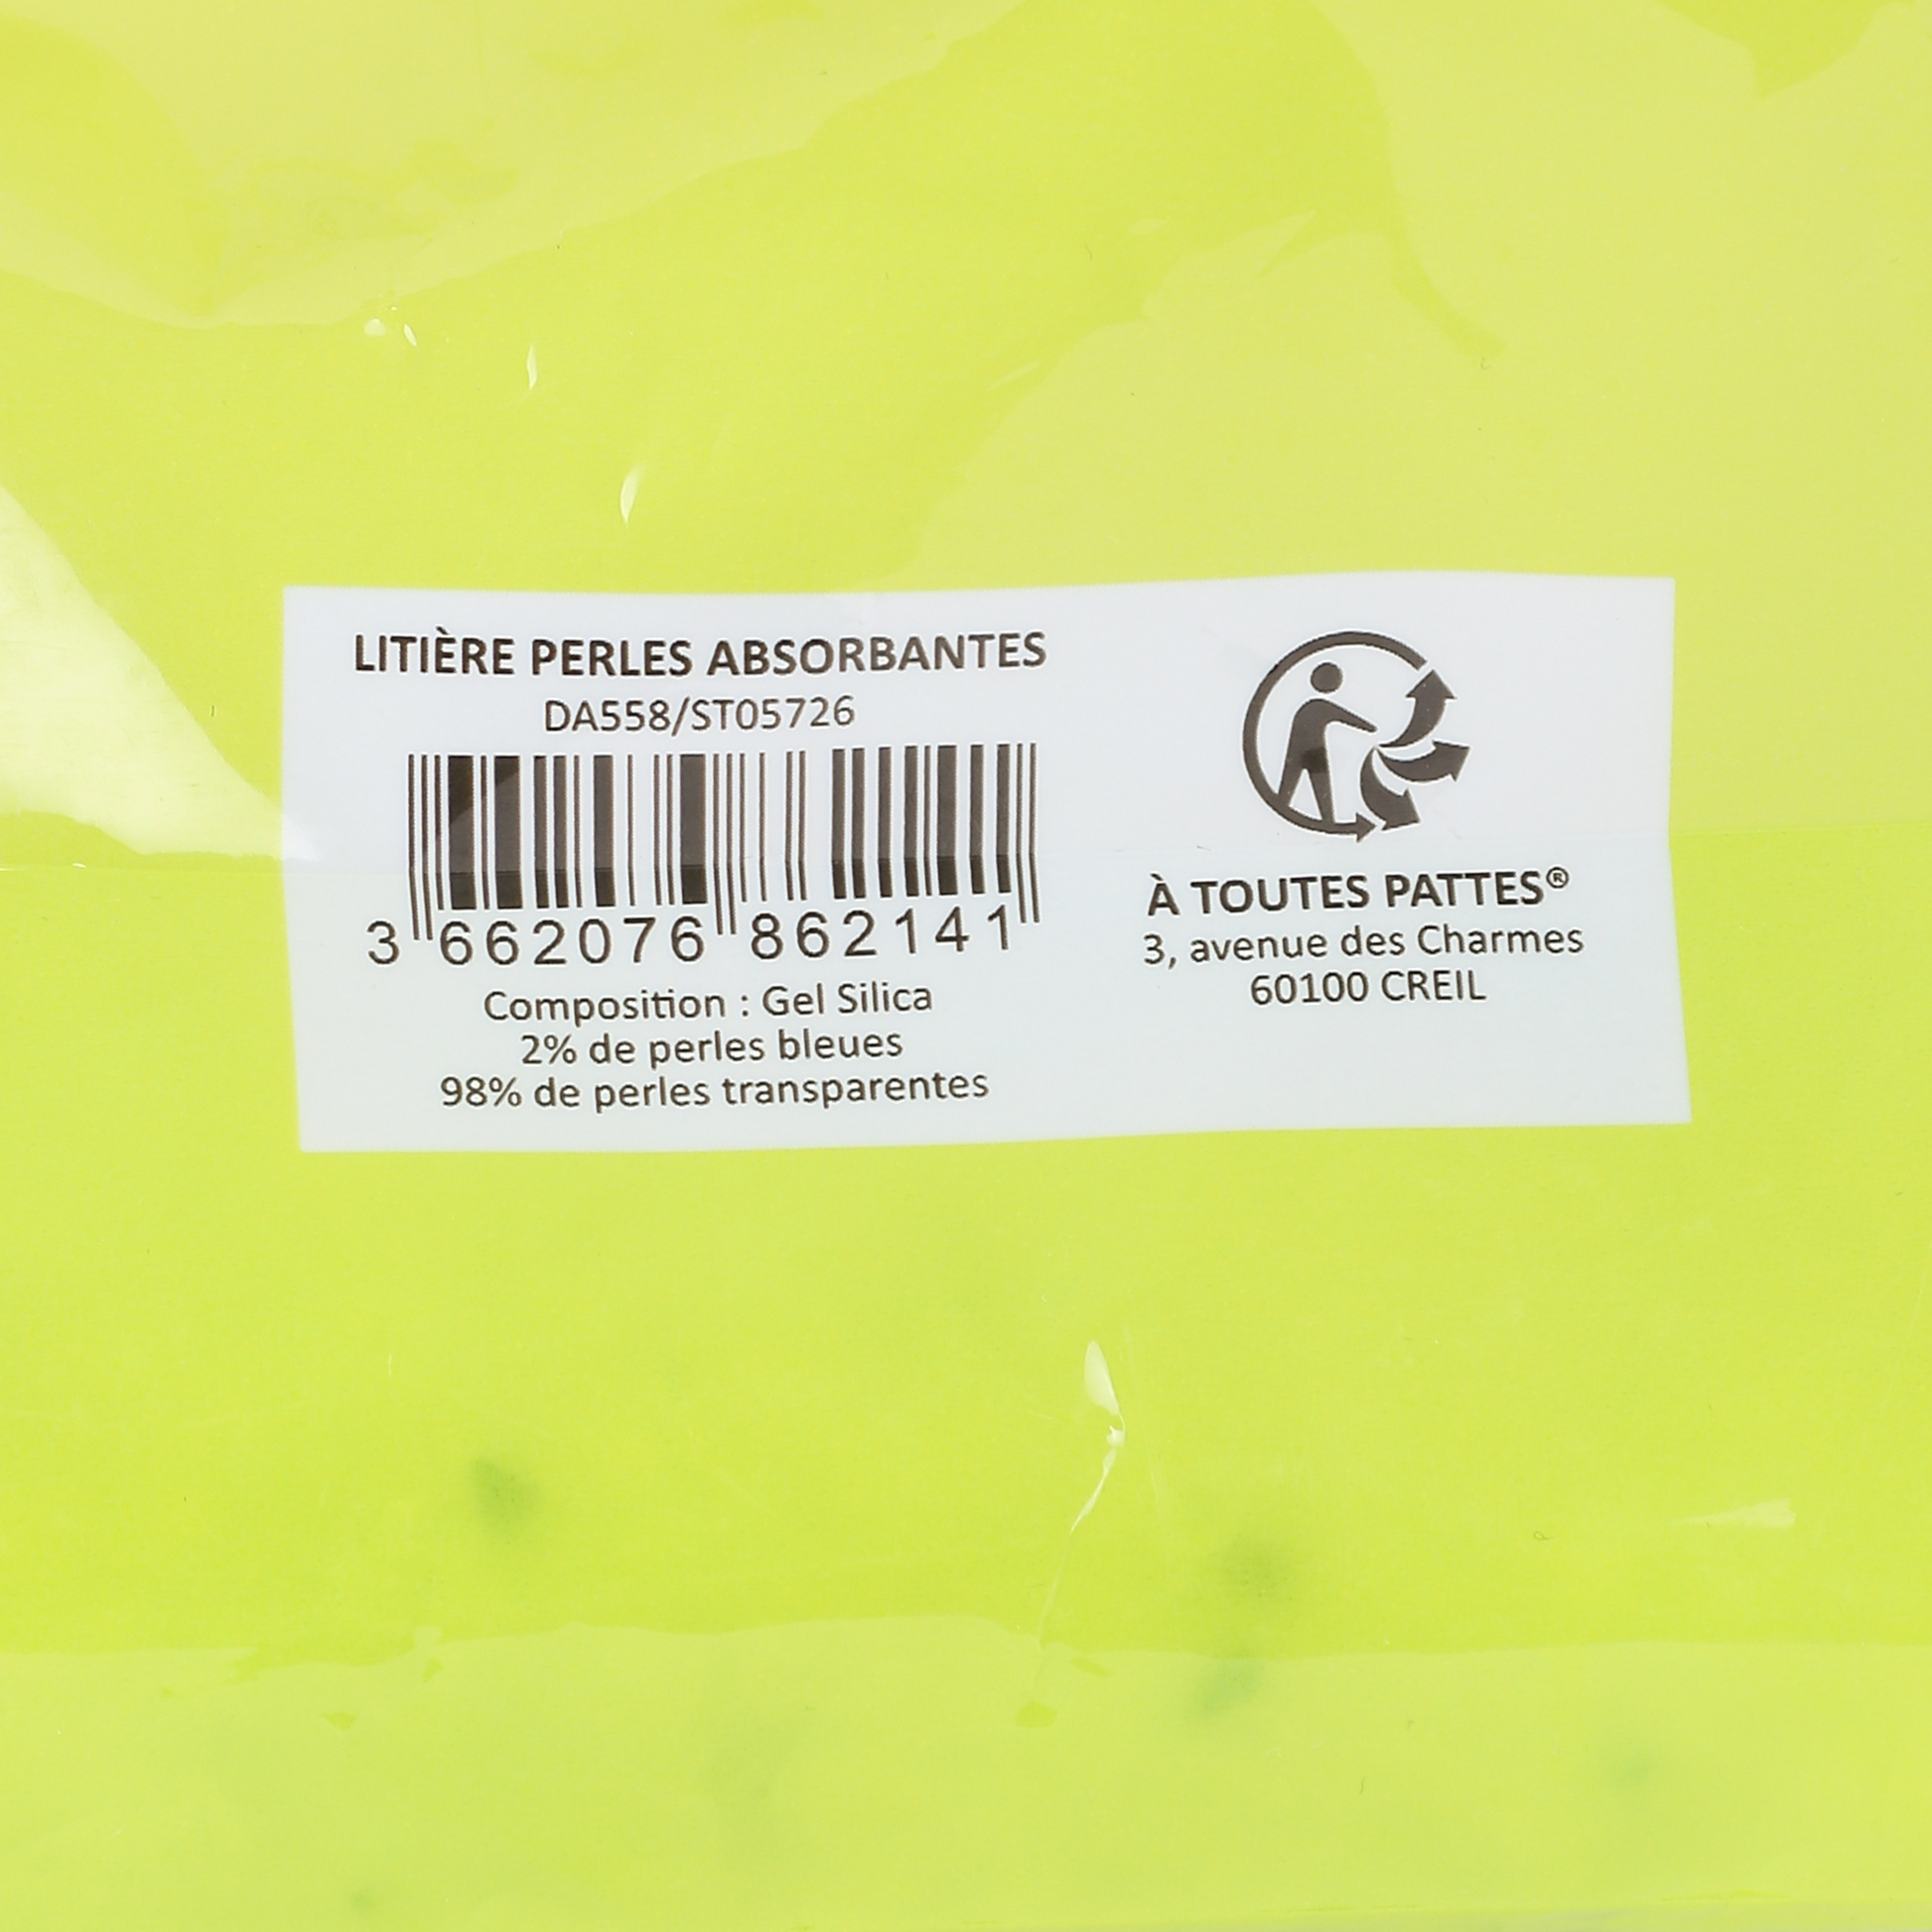 LITIÈRE PERLES ABSORBANTES
DA558/ST05726
3 662076 862141
Composition : Gel Silica
2% de perles bleues
98% de perles transparentes
À TOUTES PATTES®
3, avenue des Charmes
60100 CREIL